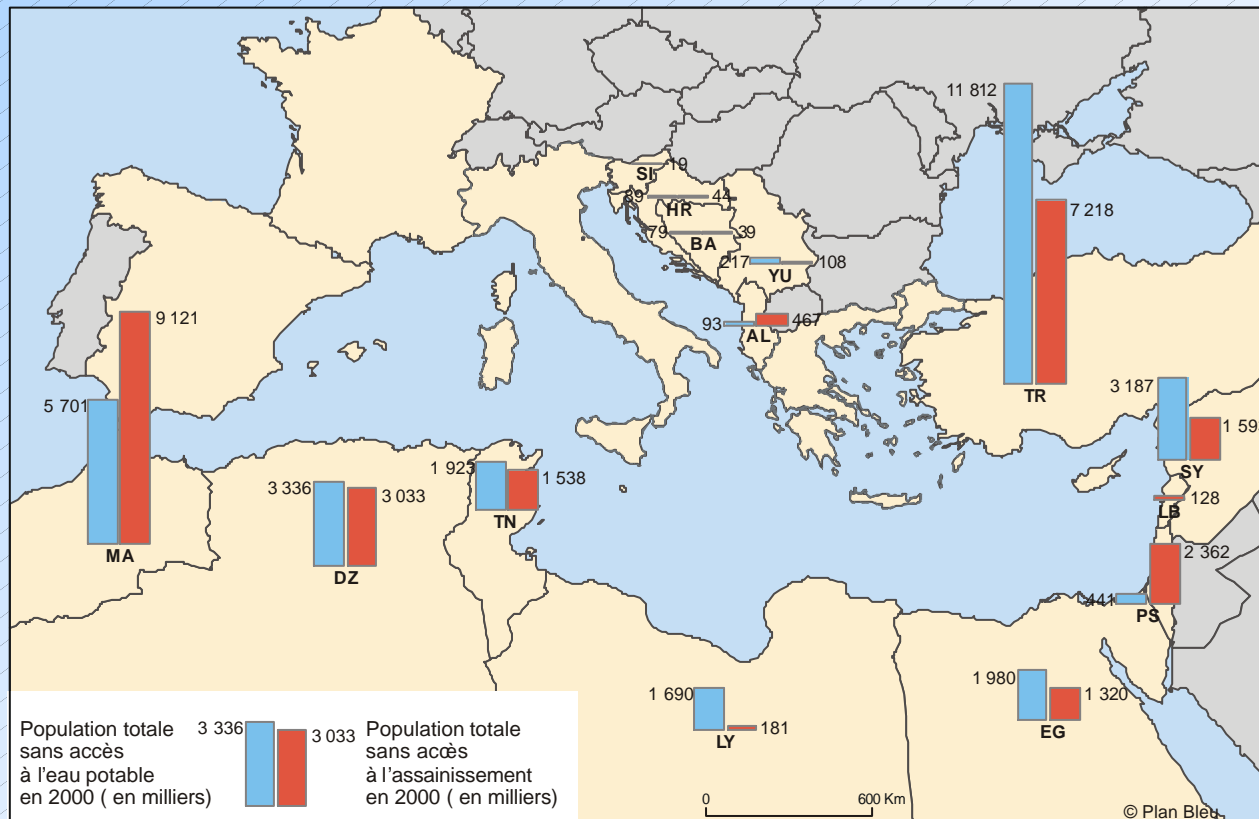 11 812
7 218
TR
19
SI
89
44
HR
79
39
BA
217
108
YU
93
467
AL
9 121
5 701
MA
3 336
3 033
DZ
1 923
1 538
TN
3 187
1 59
SY
128
LB
2 362
441
PS
1 690
181
LY
1 980
1 320
EG
Population totale
sans accès
à l'eau potable
en 2000 ( en milliers)
3 336
3 033
Population totale
sans accès
à l'assainissement
en 2000 ( en milliers)
0
600 Km
© Plan Bleu